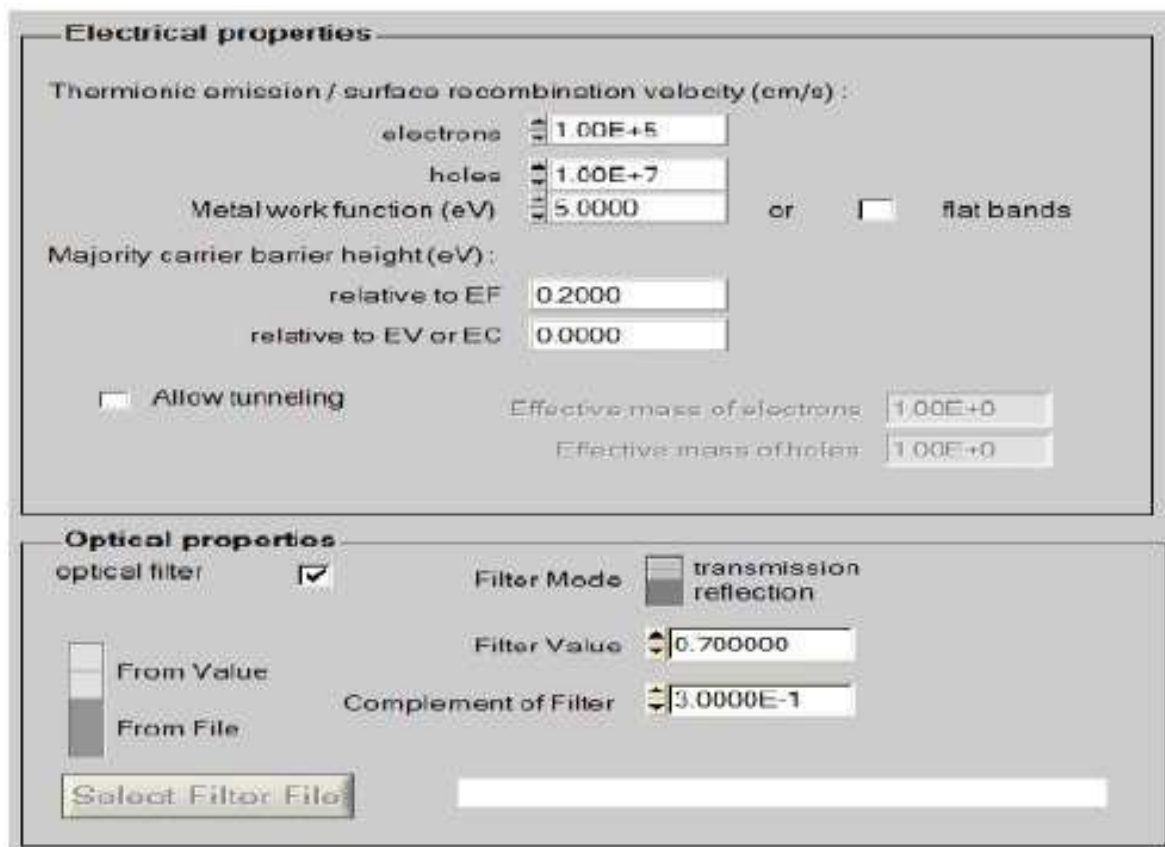 Electrical properties
Thermionic emission / surface recombination velocity (cm/s) :
electrons 1.00E+5
holes 1.00E+7
Metal work function (eV) 5.0000 or flat bands
Majority carrier barrier height (eV) :
relative to EF 0.2000
relative to EV or EC 0.0000
Allow tunneling
Effective mass of electrons 1.00E+0
Effective mass of holes 1.00E+0
Optical properties
optical filter Filter Mode transmission
reflection
Filter Value 0.700000
From Value
Complement of Filter 3.0000E-1
From File
Select Filter File